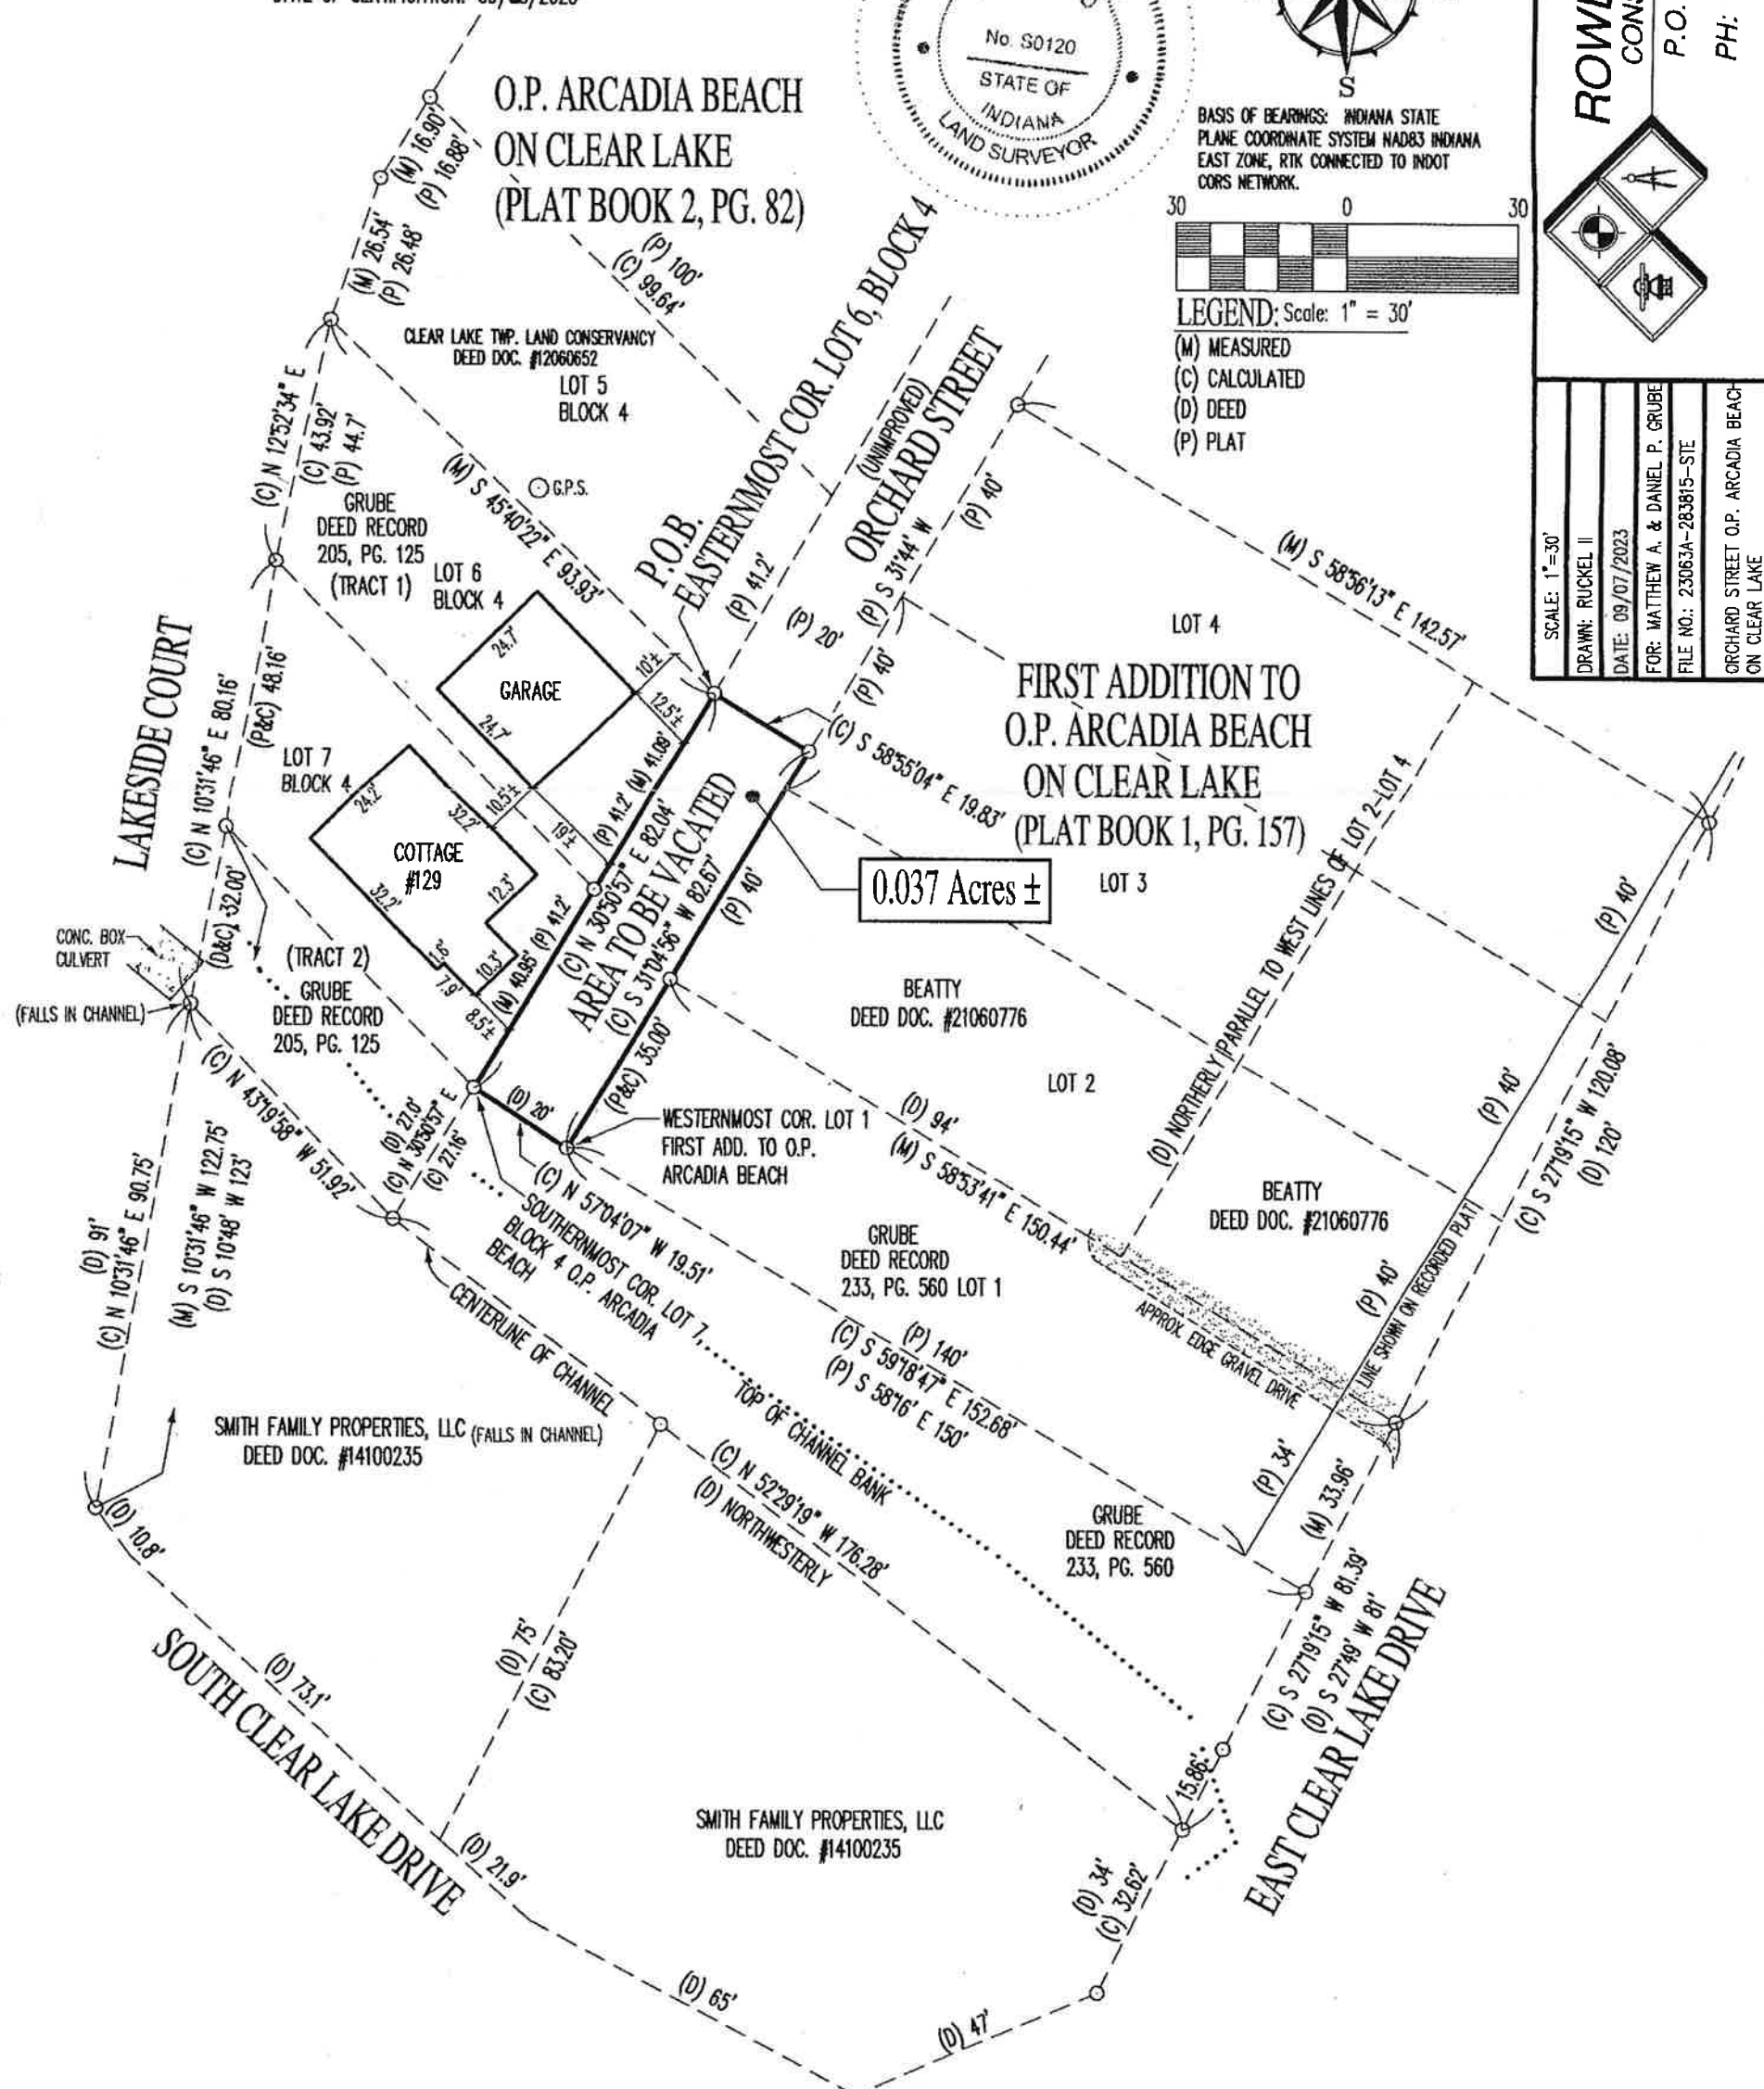 O.P. ARCADIA BEACH
ON CLEAR LAKE
(PLAT BOOK 2, PG. 82)
No. S0120
STATE OF
INDIANA
LAND SURVEYOR
S
BASIS OF BEARINGS: INDIANA STATE
PLANE COORDINATE SYSTEM NAD83 INDIANA
EAST ZONE, RTK CONNECTED TO INDOT
CORS NETWORK.
30 0 30
LEGEND: Scale: 1" = 30'
(M) MEASURED
(C) CALCULATED
(D) DEED
(P) PLAT
P.O.
PH:
SCALE: 1"=30'
DRAWN: RUCKEL II
DATE: 09/07/2023
FOR: MATTHEW A. & DANIEL P. GRUBE
FILE NO.: 23063A-283815-STE
ORCHARD STREET O.P. ARCADIA BEACH
ON CLEAR LAKE
(M) 16.90'
(P) 16.88'
(M) 26.54'
(P) 26.48'
(P) 100'
(C) 99.64'
CLEAR LAKE TWP. LAND CONSERVANCY
DEED DOC. #12060652
LOT 5
BLOCK 4
(C) N 12°52'34" E
(C) 43.92'
(P) 44.7'
(M) S 45°40'22" E 93.93'
G.P.S.
P.O.B.
EASTERNMOST COR. LOT 6, BLOCK 4
(UNIMPROVED)
ORCHARD STREET
(P) 41.2'
(P) 20'
(P) S 31°44' W
(P) 40'
(P) 40'
(M) S 58°56'13" E 142.57'
LOT 4
FIRST ADDITION TO
O.P. ARCADIA BEACH
ON CLEAR LAKE
(PLAT BOOK 1, PG. 157)
LOT 3
GRUBE
DEED RECORD
205, PG. 125
(TRACT 1)
LOT 6
BLOCK 4
24.7'
GARAGE
24.7'
10'±
12.5'±
LAKESIDE COURT
(C) N 10°31'46" E 80.16'
(P&C) 48.16'
LOT 7
BLOCK 4
24.2'
32.2'
10.5'±
19'±
COTTAGE
#129
32.2'
12.3'
3.6'
7.9'
10.3'
8.5'±
(P) 41.2' (M) 41.09'
(M) 40.95' (P) 41.2'
(C) N 30°50'57" E 82.04'
AREA TO BE VACATED
(C) S 31°04'56" W 82.67'
(P) 40'
(P&C) 35.00'
(C) S 58°55'04" E 19.83'
0.037 Acres ±
(D) NORTHERLY (PARALLEL TO WEST LINES OF LOT 2-LOT 4
(P) 40'
(P) 40'
(P) 40'
LINE SHOWN ON RECORDED PLAT
(C) S 27°19'15" W 120.08'
(D) 120'
CONC. BOX
CULVERT
(FALLS IN CHANNEL)
(D&C) 32.00'
(TRACT 2)
GRUBE
DEED RECORD
205, PG. 125
(C) N 43°19'58" W 51.92'
(D) 27.0'
(C) N 30°50'57" E
(C) 27.16'
(D) 20'
(C) N 57°04'07" W 19.51'
WESTERNMOST COR. LOT 1
FIRST ADD. TO O.P.
ARCADIA BEACH
SOUTHERNMOST COR. LOT 7,
BLOCK 4 O.P. ARCADIA
BEACH
BEATTY
DEED DOC. #21060776
LOT 2
(D) 94'
(M) S 58°53'41" E 150.44'
BEATTY
DEED DOC. #21060776
APPROX. EDGE GRAVEL DRIVE
GRUBE
DEED RECORD
233, PG. 560 LOT 1
(P) 140'
(C) S 59°18'47" E 152.68'
(P) S 58°16' E 150'
(D) 91'
(C) N 10°31'46" E 90.75'
(M) S 10°31'46" W 122.75'
(D) S 10°48' W 123'
CENTERLINE OF CHANNEL
TOP OF CHANNEL BANK
SMITH FAMILY PROPERTIES, LLC (FALLS IN CHANNEL)
DEED DOC. #14100235
(C) N 52°29'19" W 176.28'
(D) NORTHWESTERLY
GRUBE
DEED RECORD
233, PG. 560
(P) 34'
(M) 33.96'
(C) S 27°19'15" W 81.39'
(D) S 27°49' W 81'
EAST CLEAR LAKE DRIVE
15.86'
(D) 10.8'
(D) 73.1'
(D) 75'
(C) 83.20'
SOUTH CLEAR LAKE DRIVE
(D) 21.9'
SMITH FAMILY PROPERTIES, LLC
DEED DOC. #14100235
(D) 34'
(C) 32.62'
(D) 65'
(D) 47'